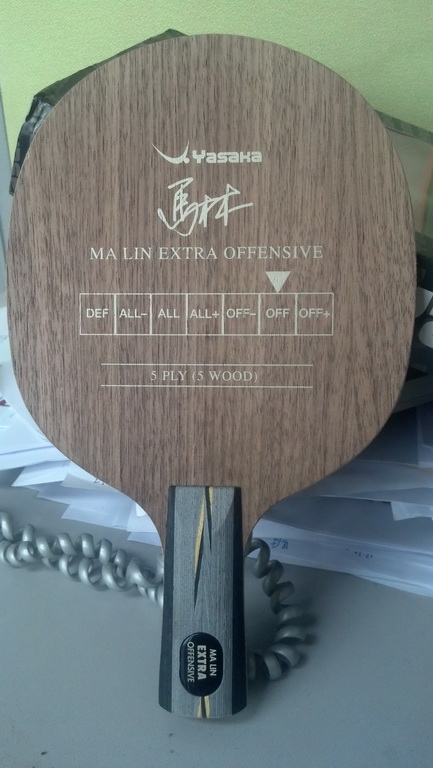 Yasaka
馬林
MA LIN EXTRA OFFENSIVE
DEF ALL- ALL ALL+ OFF- OFF OFF+
5 PLY (5 WOOD)
MA LIN
EXTRA
OFFENSIVE